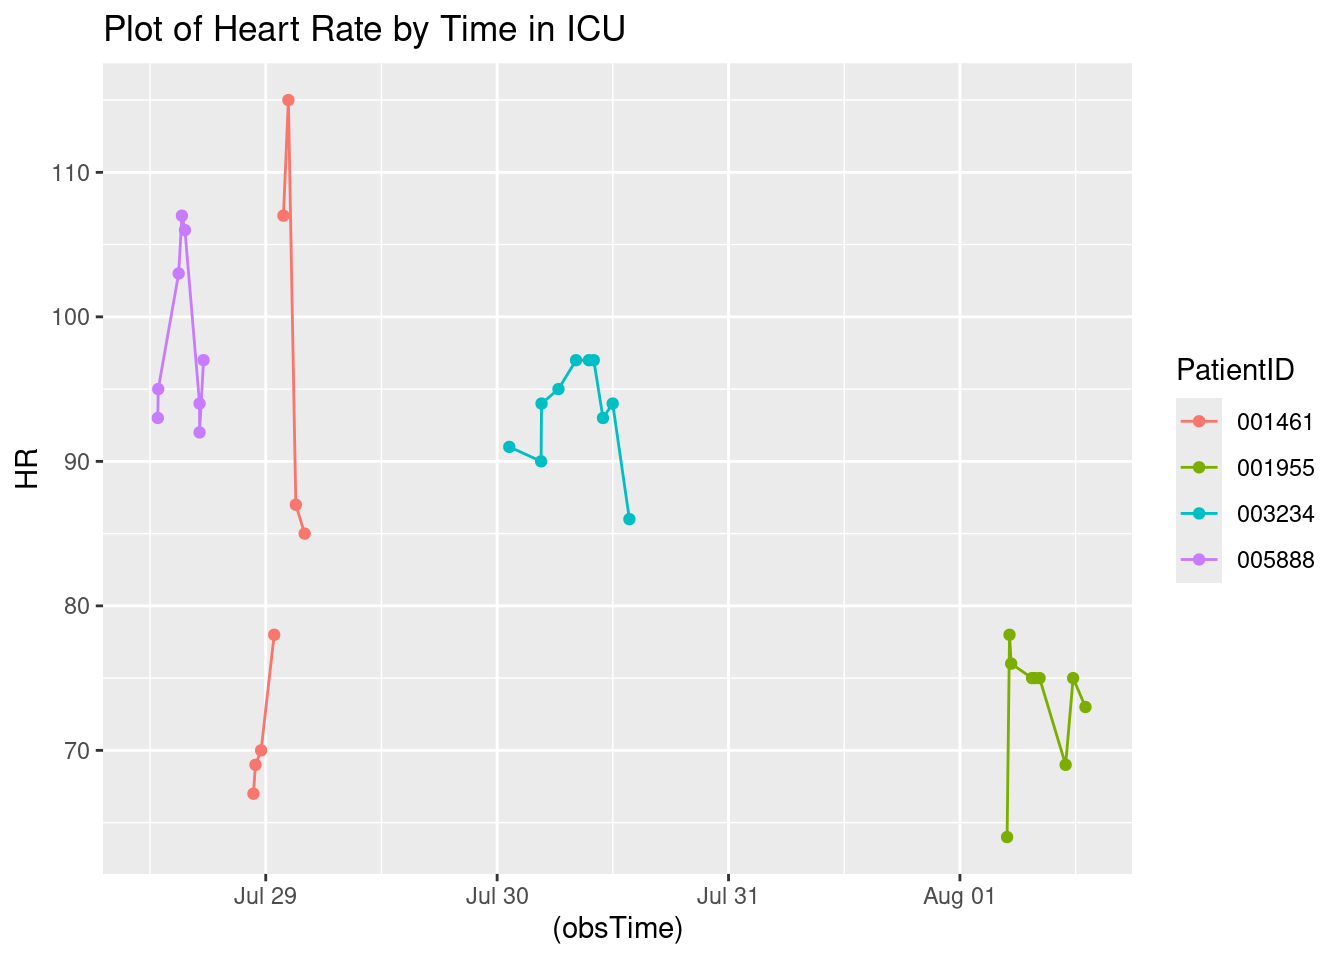 Plot of Heart Rate by Time in ICU
110
100
90
80
70
HR
Jul 29
Jul 30
Jul 31
Aug 01
(obsTime)
PatientID
001461
001955
003234
005888